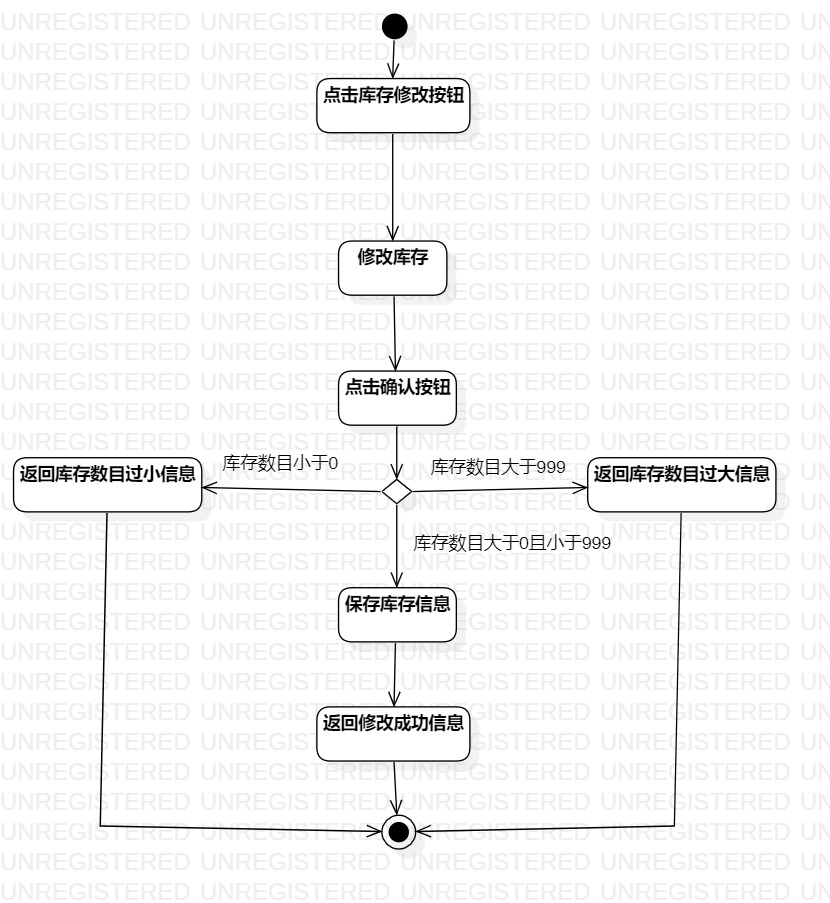 点击库存修改按钮
修改库存
点击确认按钮
库存数目小于0
库存数目大于999
返回库存数目过小信息
返回库存数目过大信息
库存数目大于0且小于999
保存库存信息
返回修改成功信息
UNREGISTERED